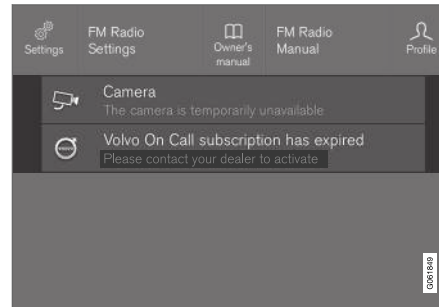 Settings
FM Radio
Settings
Owner's
manual
FM Radio
Manual
Profile
Camera
The camera is temporarily unavailable
Volvo On Call subscription has expired
Please contact your dealer to activate
G061849